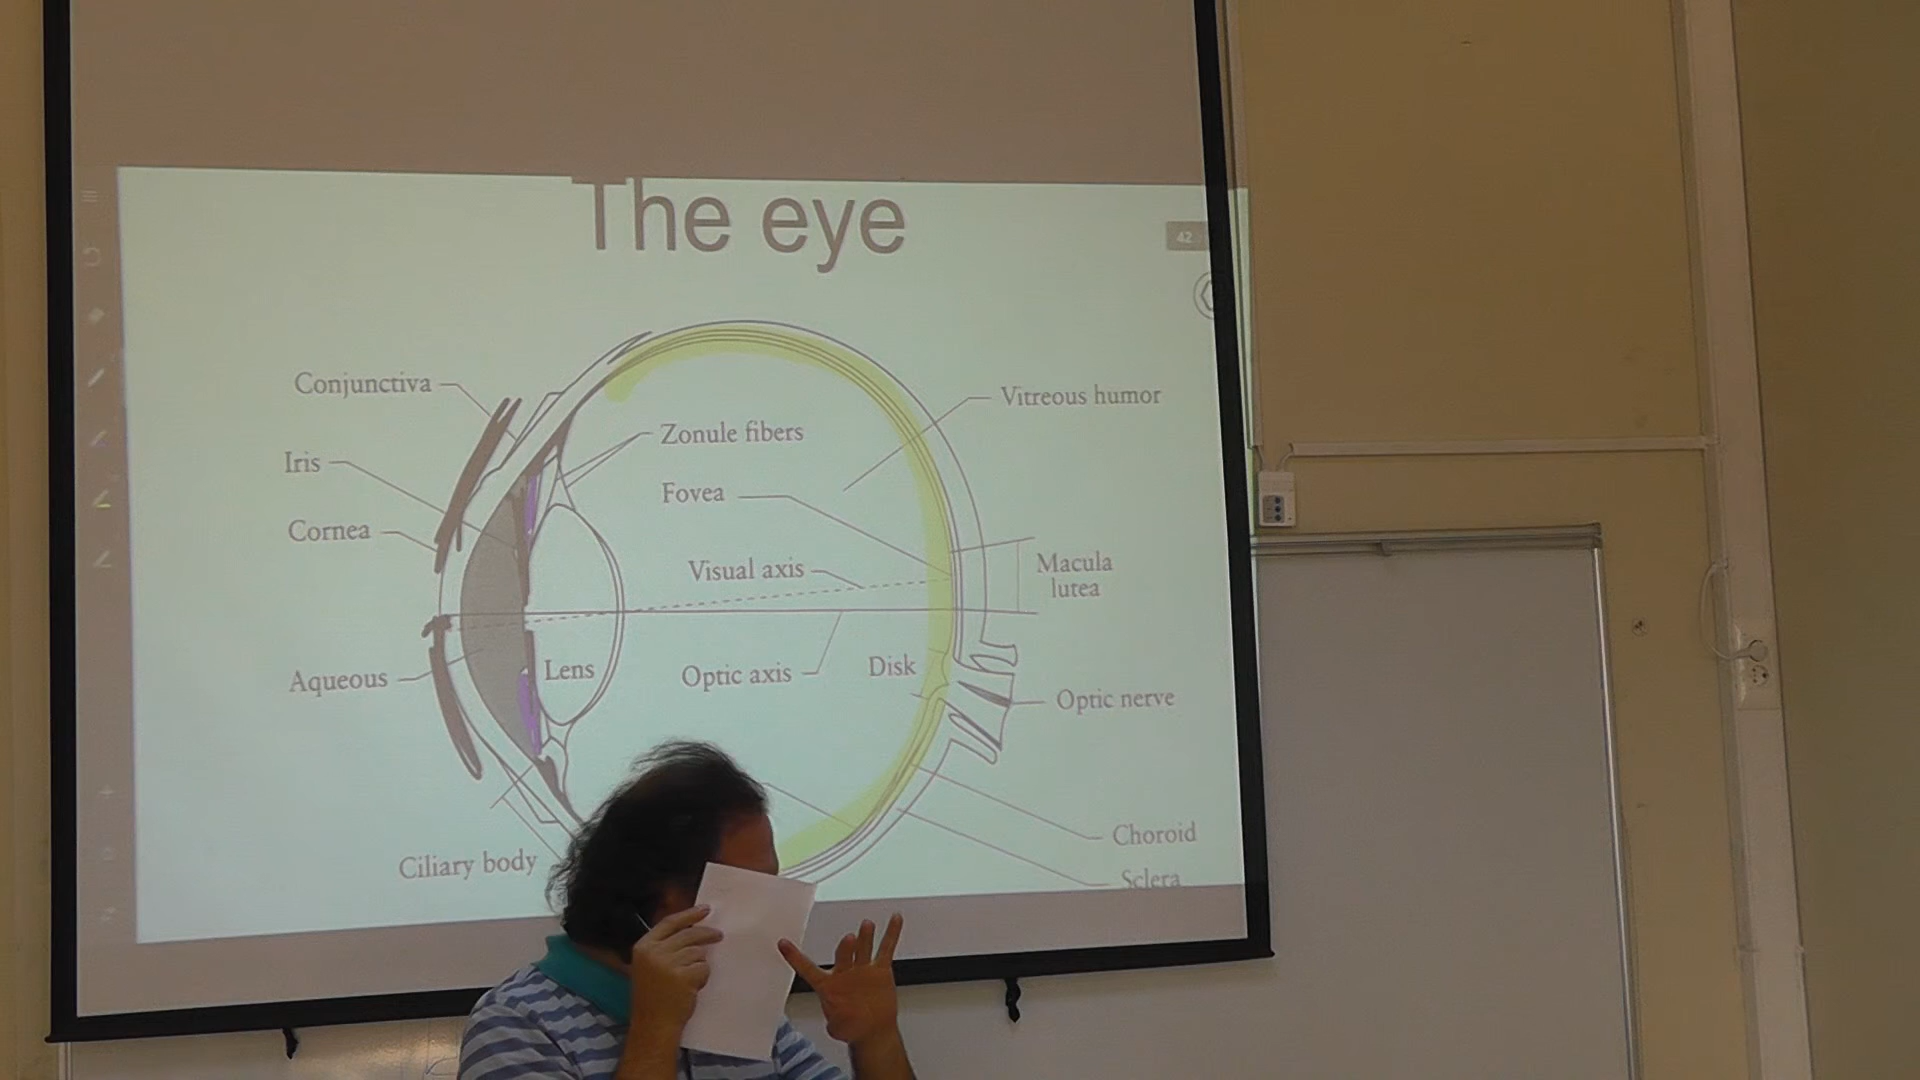 The eye
42
Conjunctiva
Vitreous humor
Zonule fibers
Iris
Fovea
Cornea
Visual axis
Macula
lutea
Aqueous
Lens
Optic axis
Disk
Optic nerve
Choroid
Ciliary body
Sclera